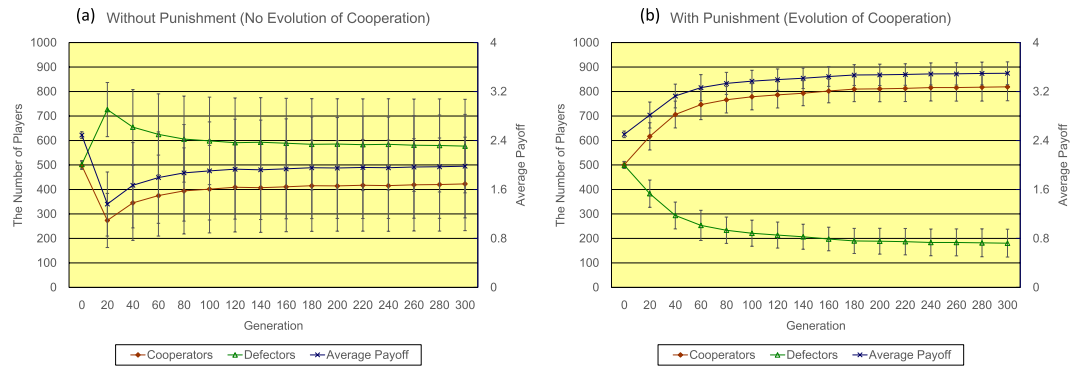 (a) Without Punishment (No Evolution of Cooperation)
1000
900
800
700
600
500
400
300
200
100
0
The Number of Players
4
3.2
2.4
1.6
0.8
0
Average Payoff
0 20 40 60 80 100 120 140 160 180 200 220 240 260 280 300
Generation
Cooperators Defectors Average Payoff
(b) With Punishment (Evolution of Cooperation)
1000
900
800
700
600
500
400
300
200
100
0
The Number of Players
4
3.2
2.4
1.6
0.8
0
Average Payoff
0 20 40 60 80 100 120 140 160 180 200 220 240 260 280 300
Generation
Cooperators Defectors Average Payoff